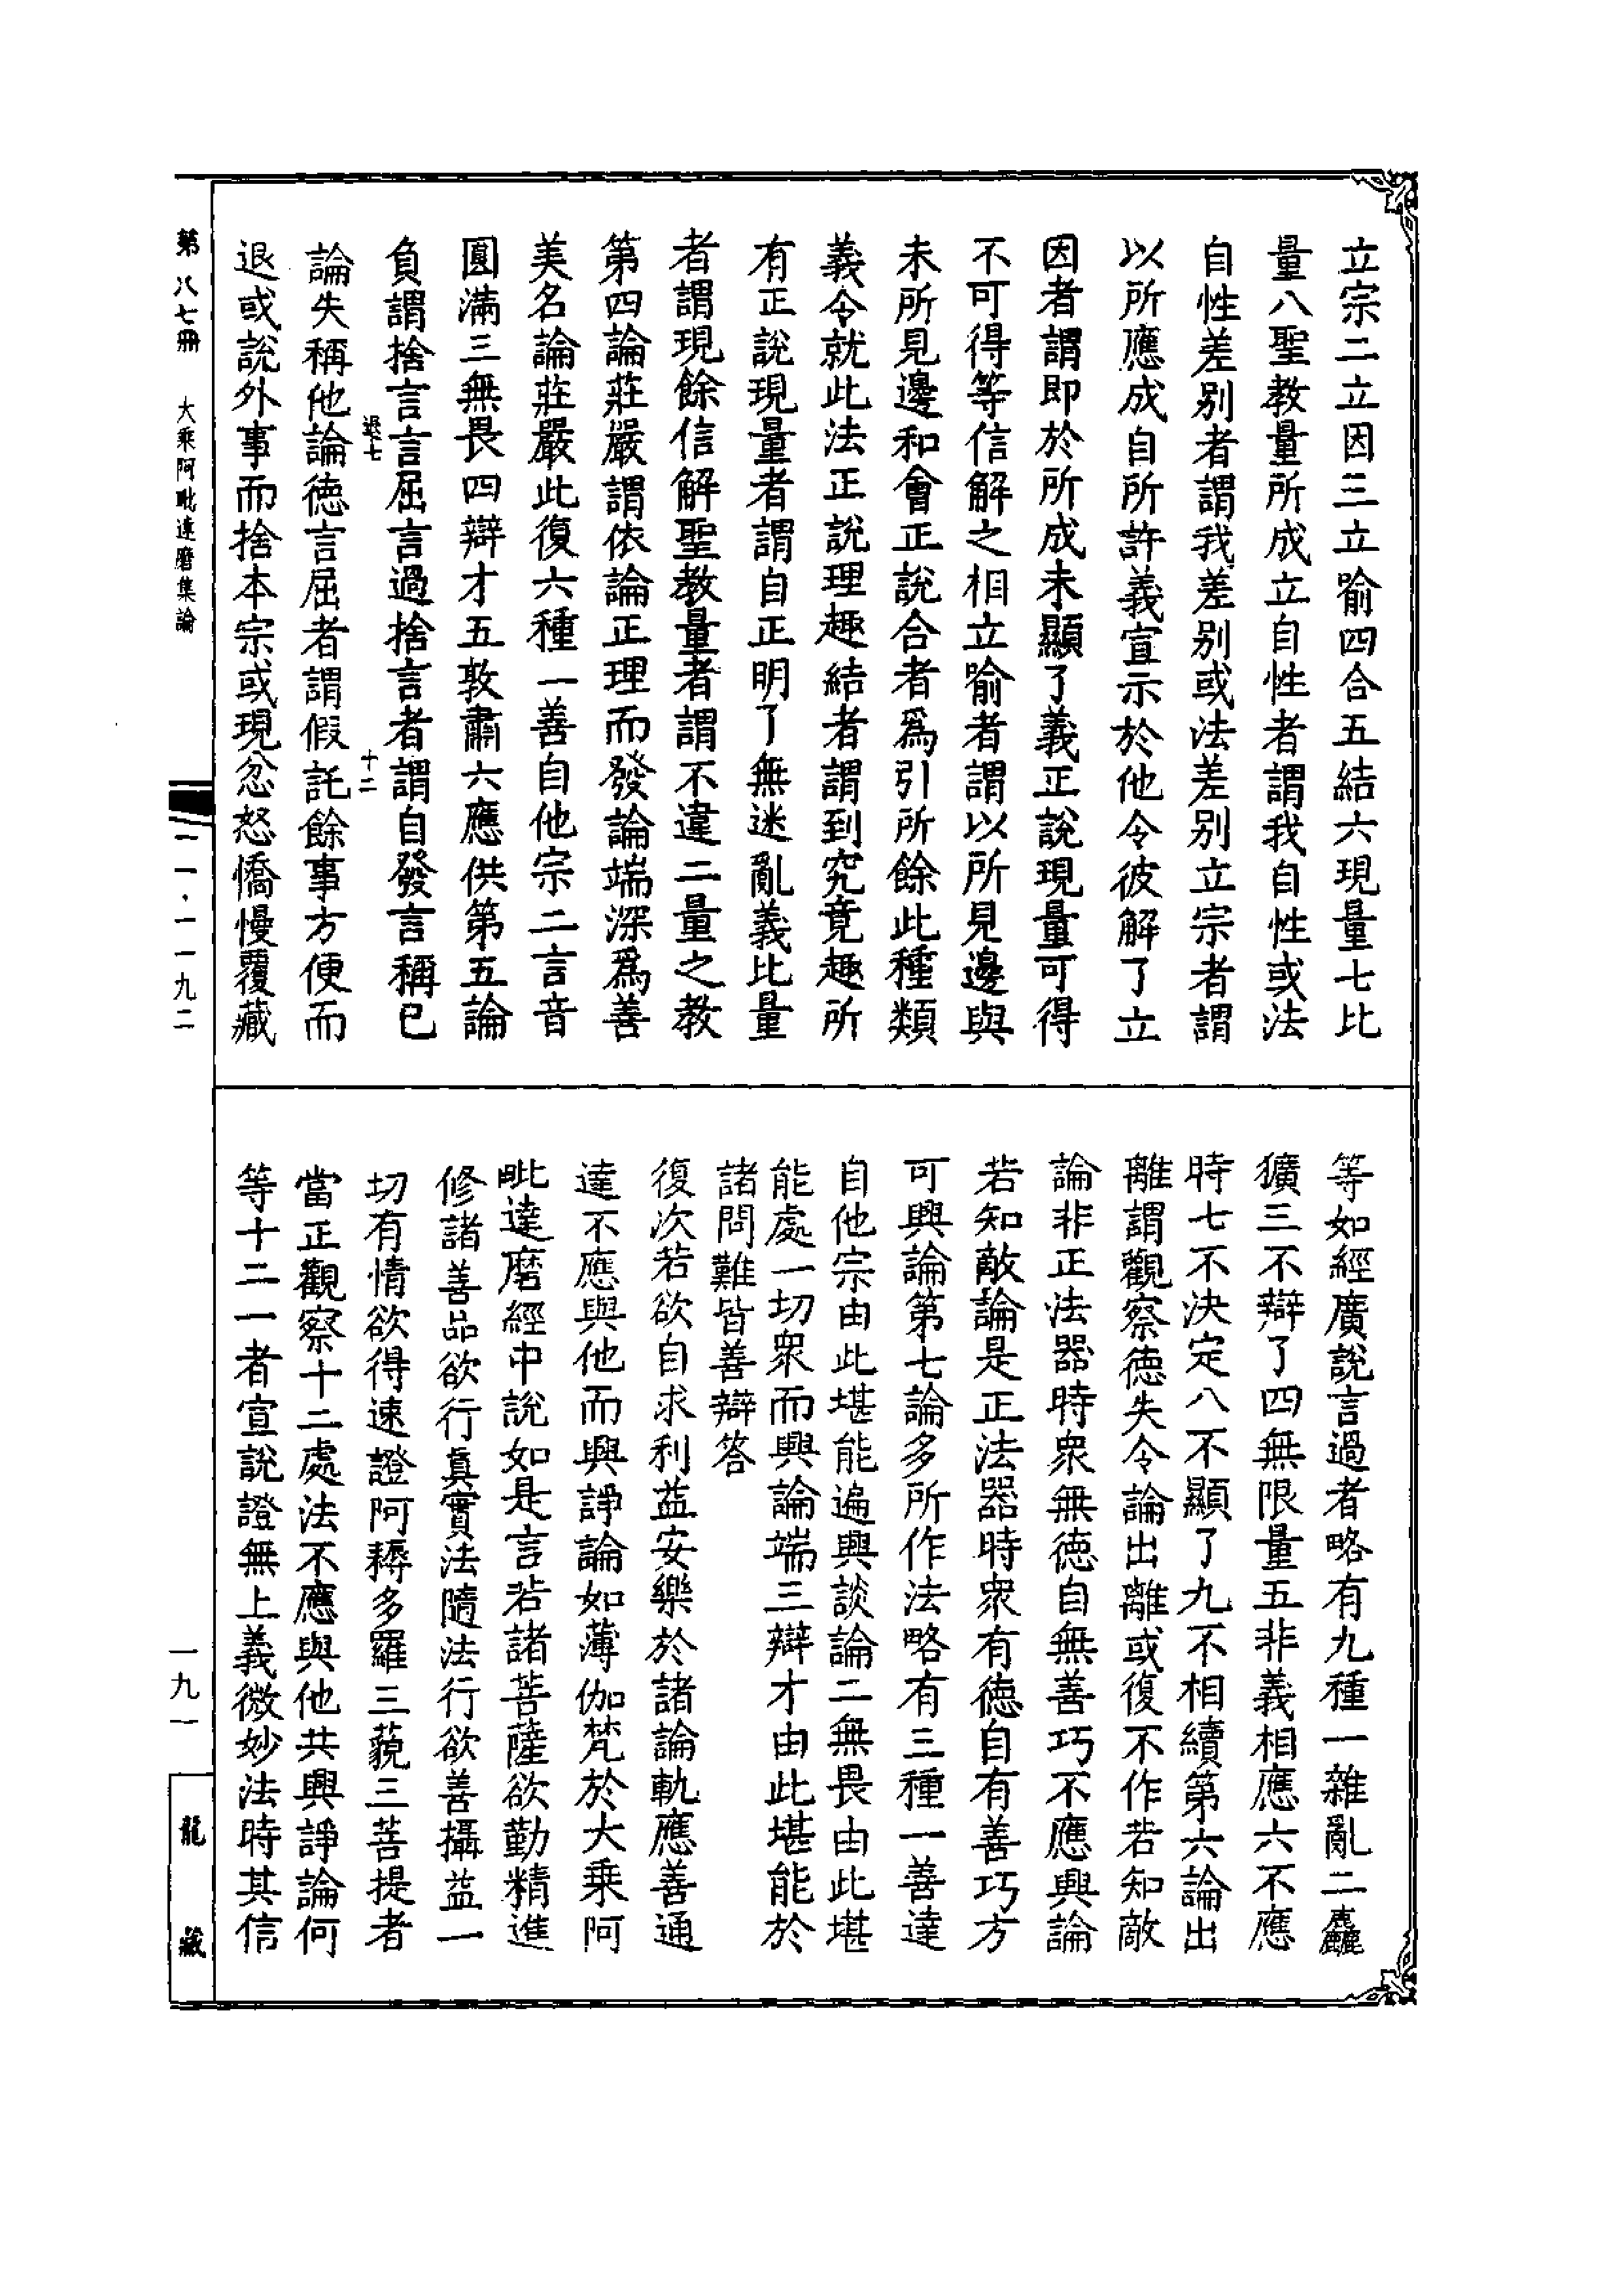 立宗二立因三立喻四合五結六現量七比
量八聖教量所成立自性者謂我自性或法
自性差别者謂我差别或法差别立宗者謂
以所應成自所許義宣示於他令彼解了立
因者謂即於所成未顯了義正說現量可得
不可得等信解之相立喻者謂以所見邊與
未所見邊和會正說合者爲引所餘此種類
義令就此法正說理趣結者謂到究竟趣所
有正說現量者謂自正明了無迷亂義比量
者謂現餘信解聖教量者謂不違二量之教
第四論莊嚴謂依論正理而發論端深爲善
美名論莊嚴此復六種一善自他宗二言音
圓滿三無畏四辯才五敦肅六應供第五論
負謂捨言言屈言過捨言者謂自發言稱已
退七 十二
論失稱他論德言屈者謂假託餘事方便而
退或說外事而捨本宗或現忿怒憍慢覆藏
等如經廣說言過者略有九種一雜亂二麤
獷三不辯了四無限量五非義相應六不應
時七不決定八不顯了九不相續第六論出
離謂觀察德失令論出離或復不作若知敵
論非正法器時衆無德自無善巧不應興論
若知敵論是正法器時衆有德自有善巧方
可興論第七論多所作法略有三種一善達
自他宗由此堪能遍興談論二無畏由此堪
能處一切衆而興論端三辯才由此堪能於
諸問難皆善辯答
復次若欲自求利益安樂於諸論軌應善通
達不應與他而興諍論如薄伽梵於大乘阿
毗達磨經中說如是言若諸菩薩欲勤精進
修諸善品欲行真實法隨法行欲善攝益一
切有情欲得速證阿耨多羅三藐三菩提者
當正觀察十二處法不應與他共興諍論何
等十二一者宣說證無上義微妙法時其信
第八七冊 大乘阿毗達磨集論 一一·一一九二
一九一
龍藏